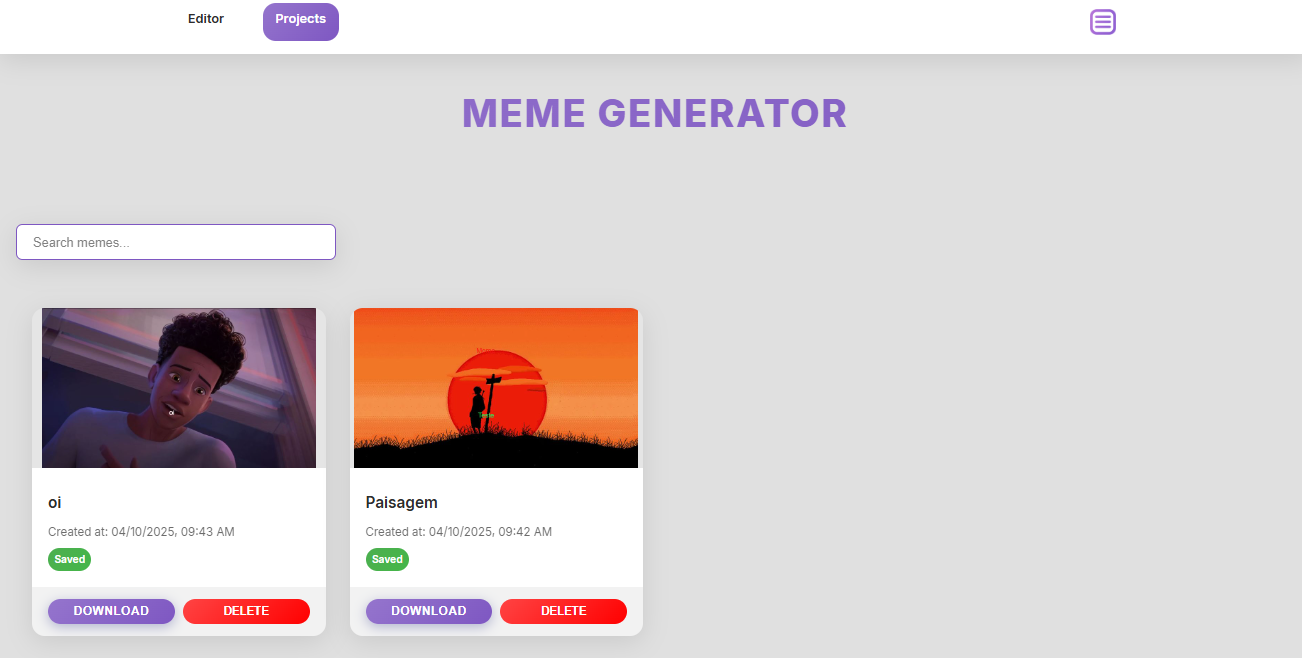 Editor
Projects
MEME GENERATOR
Search memes...
oi
Texto
oi
Created at: 04/10/2025, 09:43 AM
Saved
DOWNLOAD
DELETE
Paisagem
Created at: 04/10/2025, 09:42 AM
Saved
DOWNLOAD
DELETE